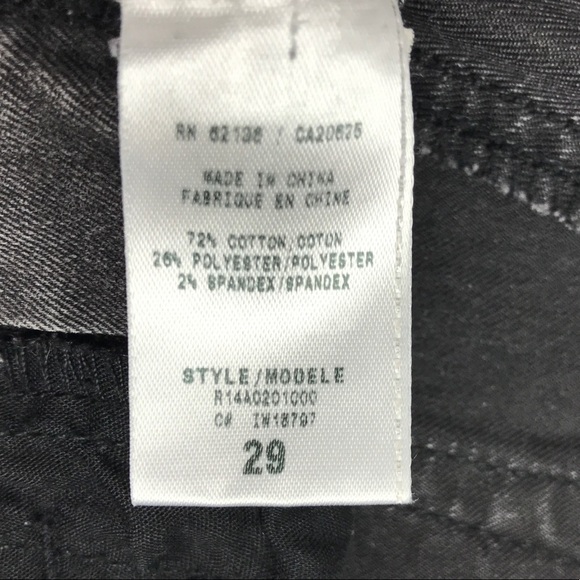 RN 62136 / CA20625
MADE IN CHINA
FABRIQUE EN CHINE
72% COTTON/COTON
26% POLYESTER/POLYESTER
2% SPANDEX/SPANDEX
STYLE/MODELE
R14A0201000
C# IW16797
29